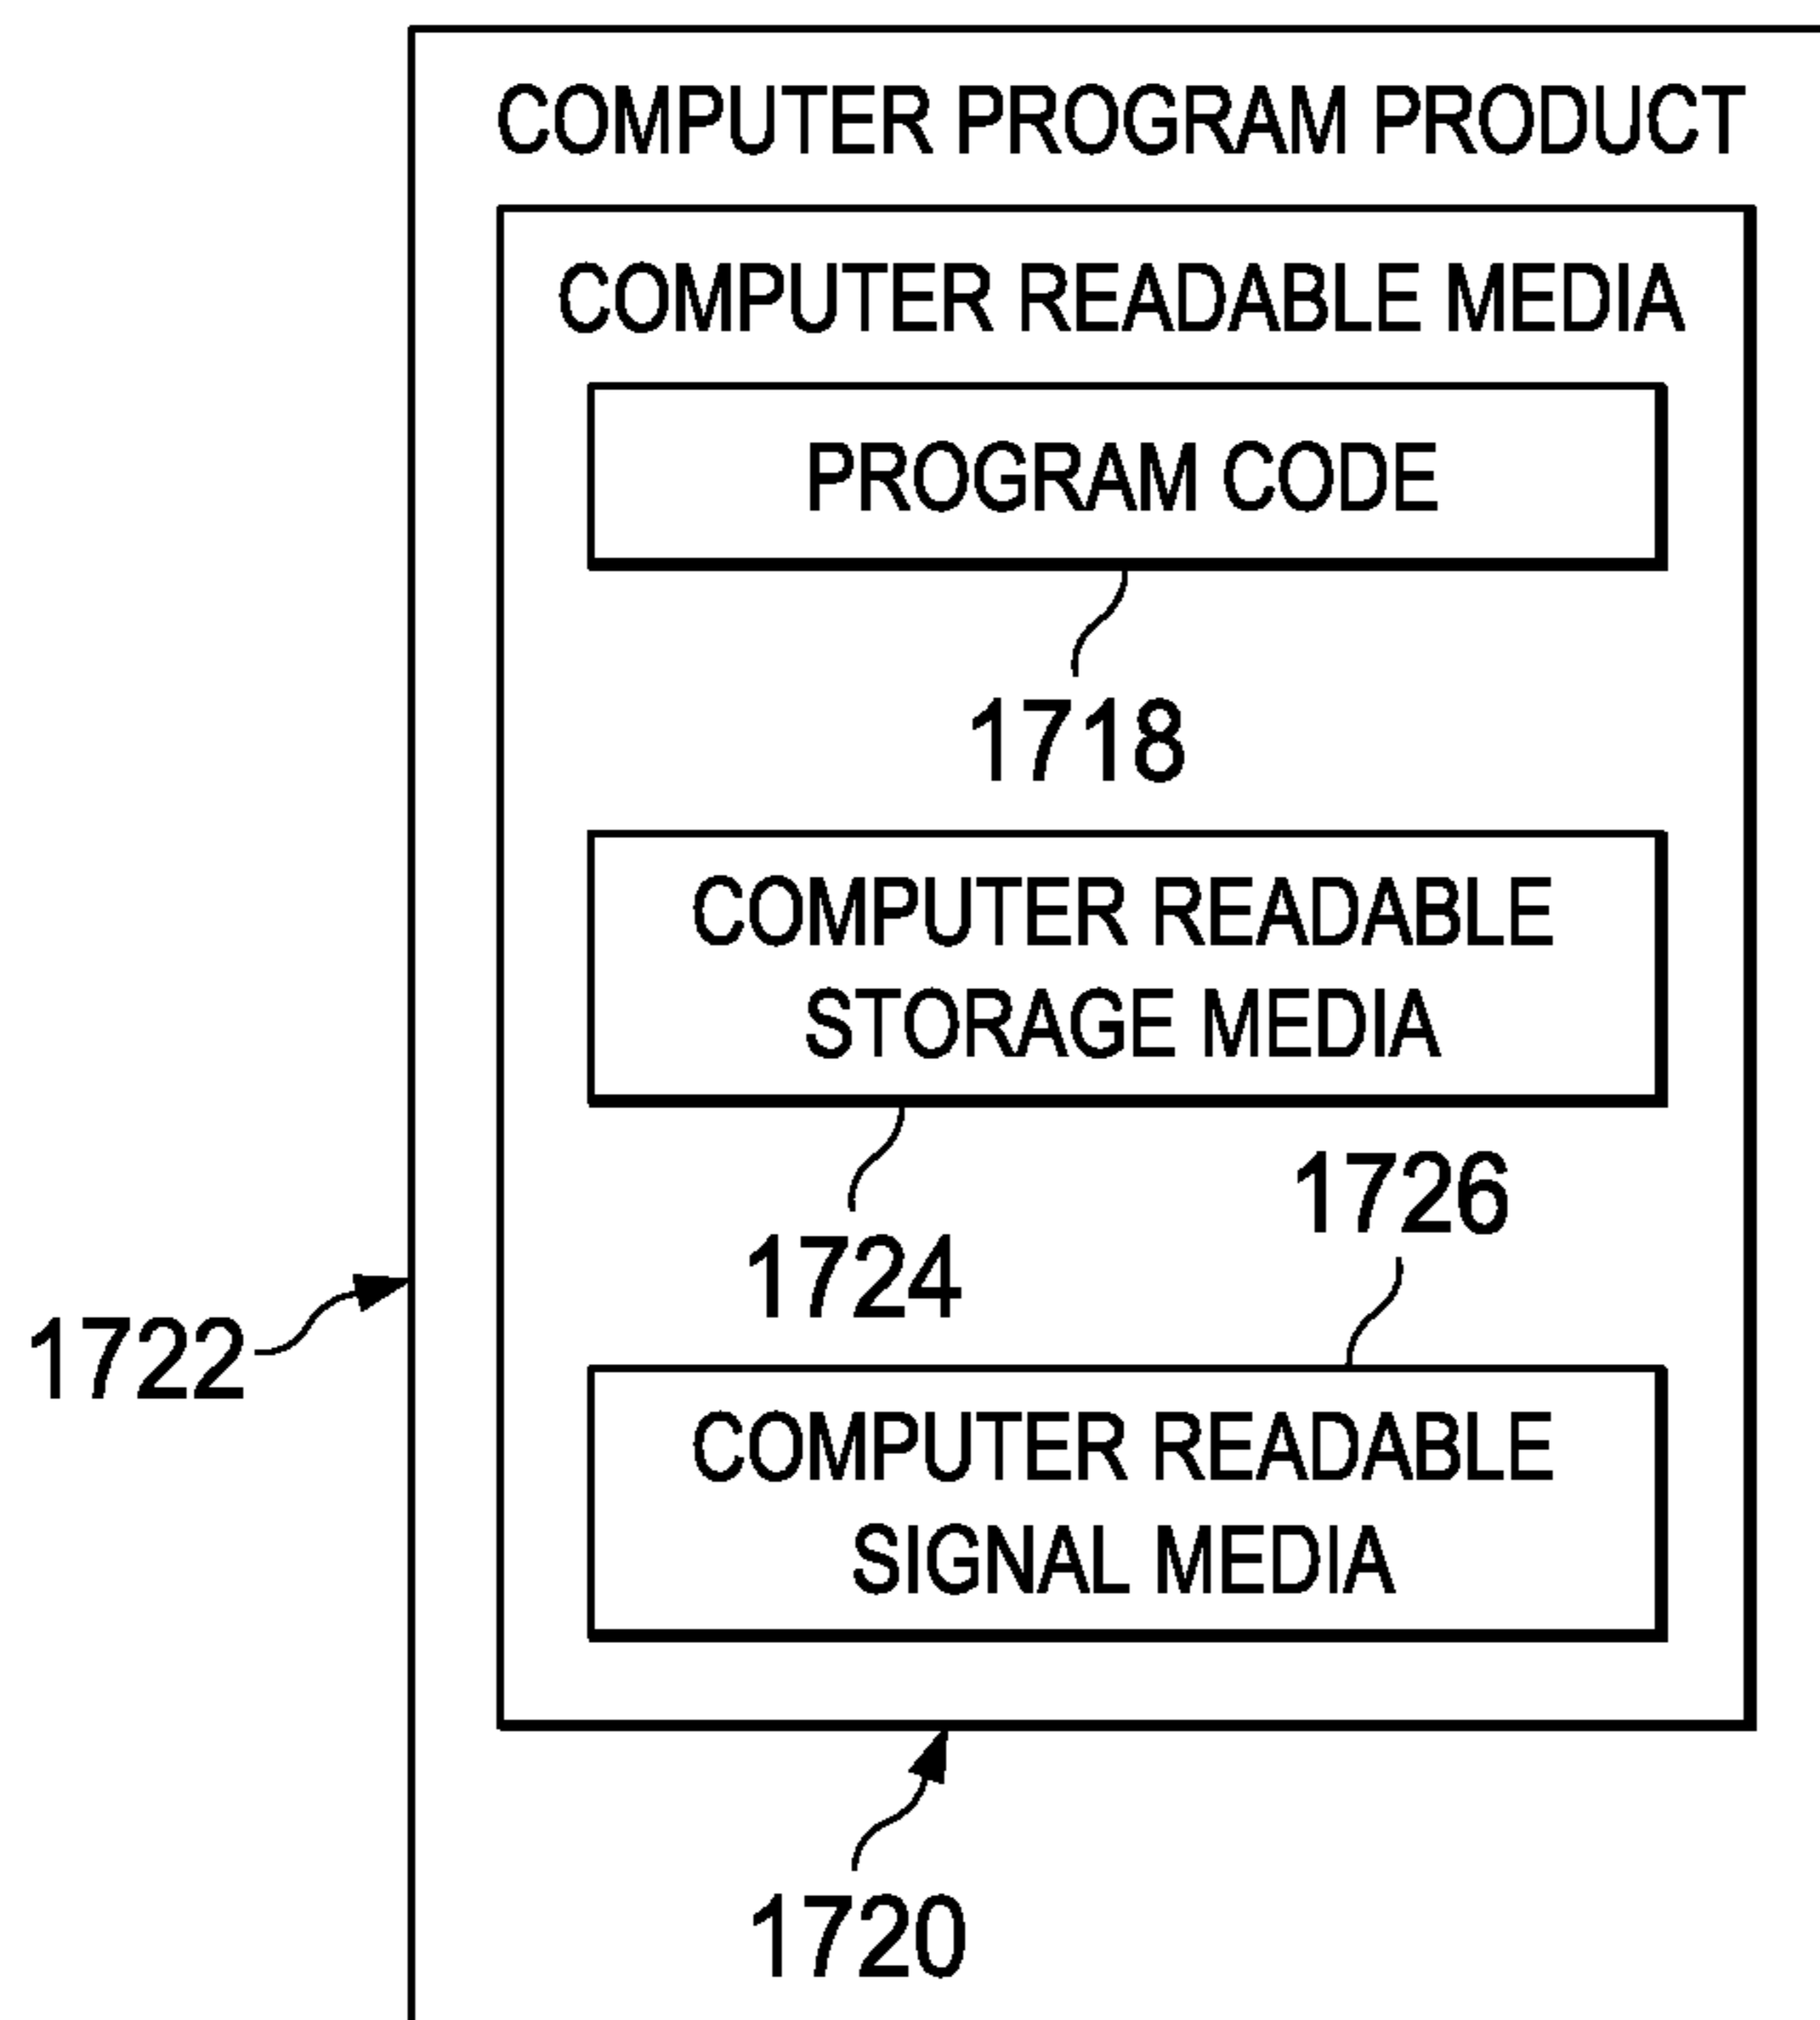 COMPUTER PROGRAM PRODUCT
COMPUTER READABLE MEDIA
PROGRAM CODE
1718
COMPUTER READABLE
STORAGE MEDIA
1726
1724
1722
COMPUTER READABLE
SIGNAL MEDIA
1720